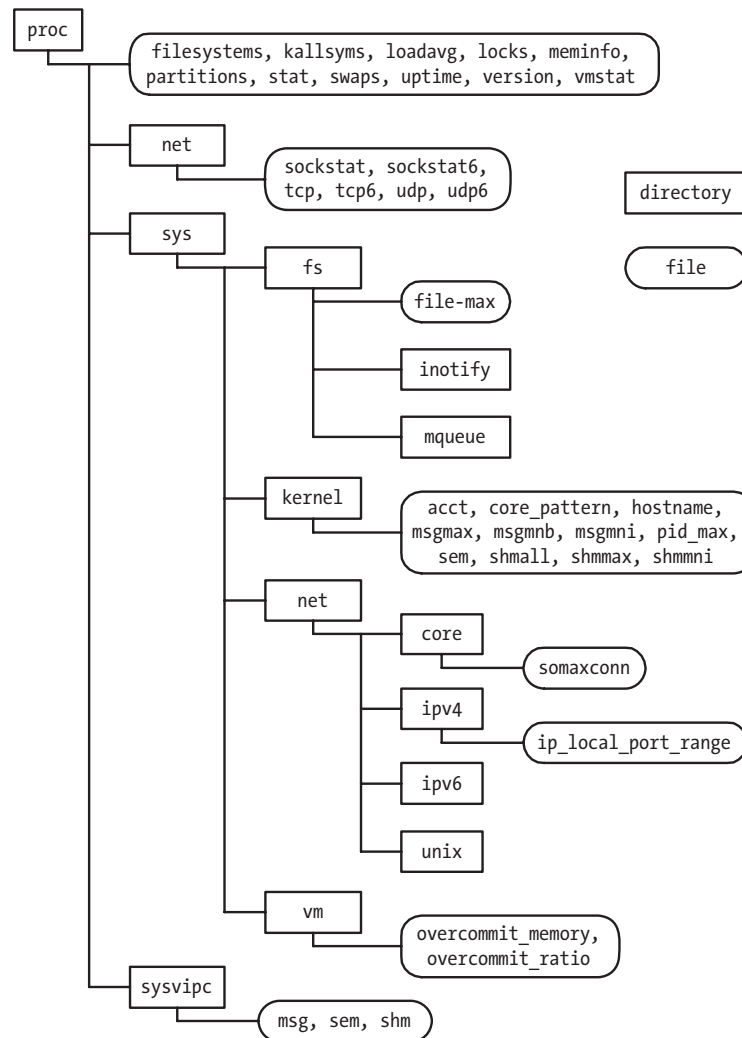 proc
filesystems, kallsyms, loadavg, locks, meminfo,
partitions, stat, swaps, uptime, version, vmstat
net
sockstat, sockstat6,
tcp, tcp6, udp, udp6
directory
sys
fs
file
file-max
inotify
mqueue
kernel
acct, core_pattern, hostname,
msgmax, msgmnb, msgmni, pid_max,
sem, shmall, shmmax, shmmni
net
core
somaxconn
ipv4
ip_local_port_range
ipv6
unix
vm
overcommit_memory,
overcommit_ratio
sysvipc
msg, sem, shm